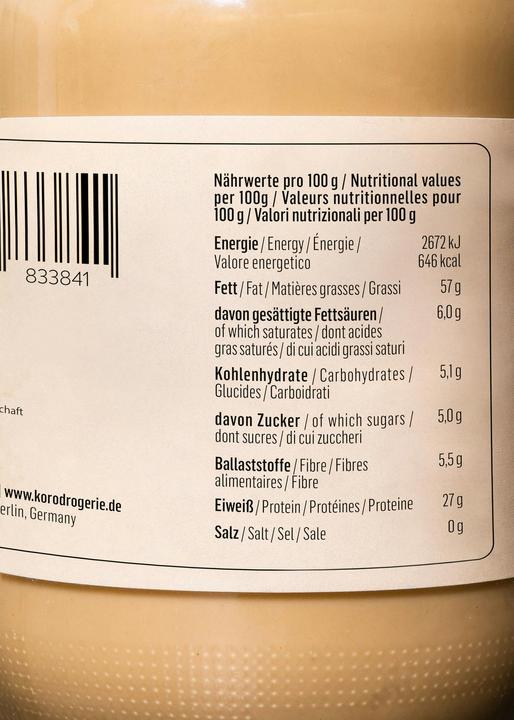 833841
chaft
www.korodrogerie.de
erlin, Germany
Nährwerte pro 100 g / Nutritional values
per 100g / Valeurs nutritionnelles pour
100 g / Valori nutrizionali per 100 g
Energie / Energy / Énergie / 2672 kJ
Valore energetico 646 kcal
Fett / Fat / Matières grasses / Grassi 57 g
davon gesättigte Fettsäuren / 6,0 g
of which saturates / dont acides
gras saturés / di cui acidi grassi saturi
Kohlenhydrate / Carbohydrates / 5,1 g
Glucides / Carboidrati
davon Zucker / of which sugars / 5,0 g
dont sucres / di cui zuccheri
Ballaststoffe / Fibre / Fibres 5,5 g
alimentaires / Fibre
Eiweiß / Protein / Protéines / Proteine 27 g
Salz / Salt / Sel / Sale 0 g